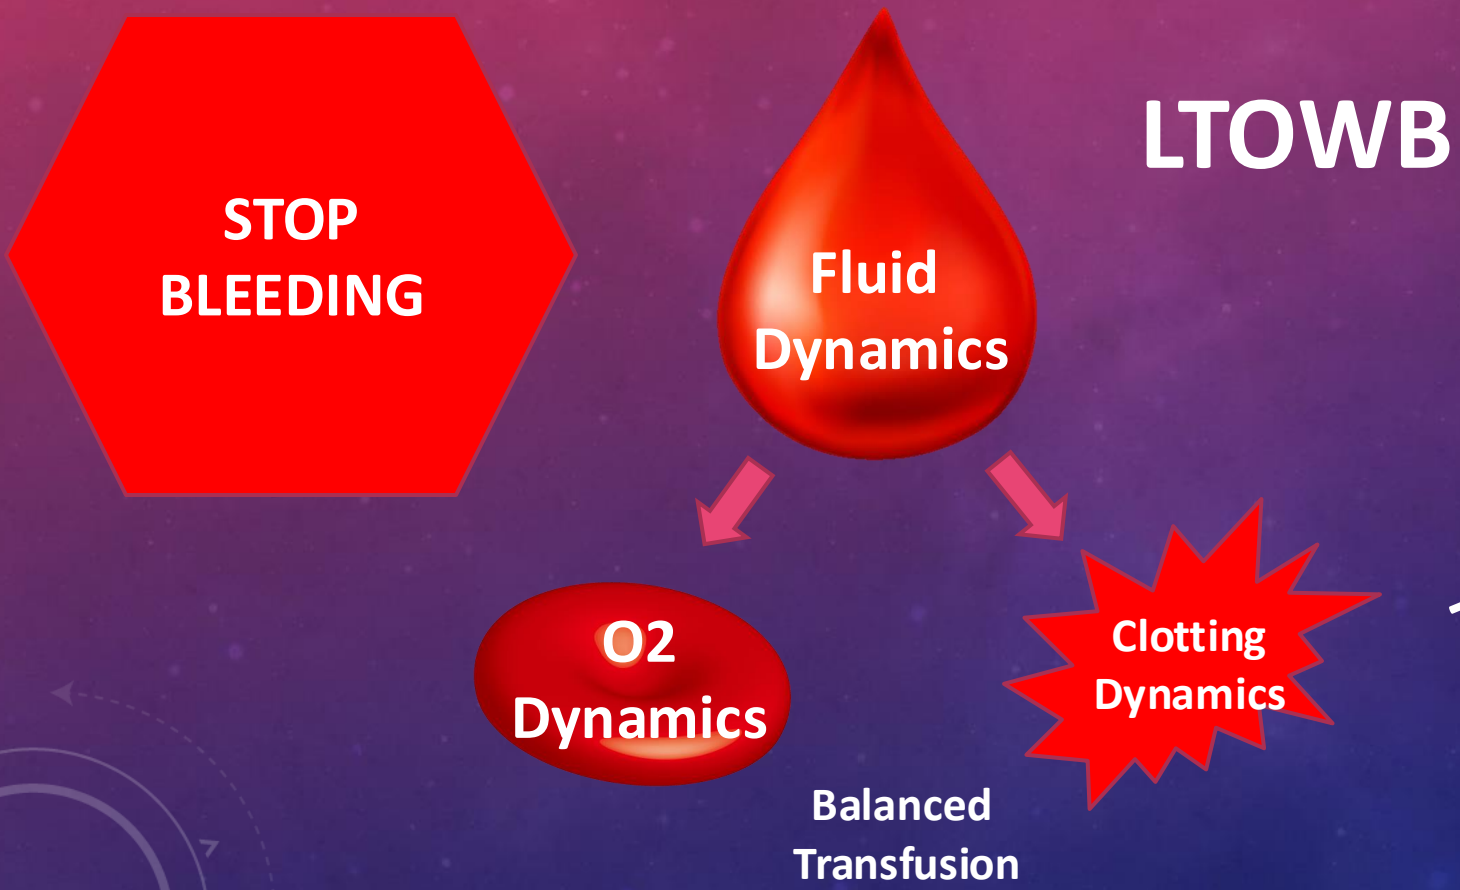 STOP
BLEEDING
Fluid
Dynamics
LTOWB
O2
Dynamics
Clotting
Dynamics
Balanced
Transfusion